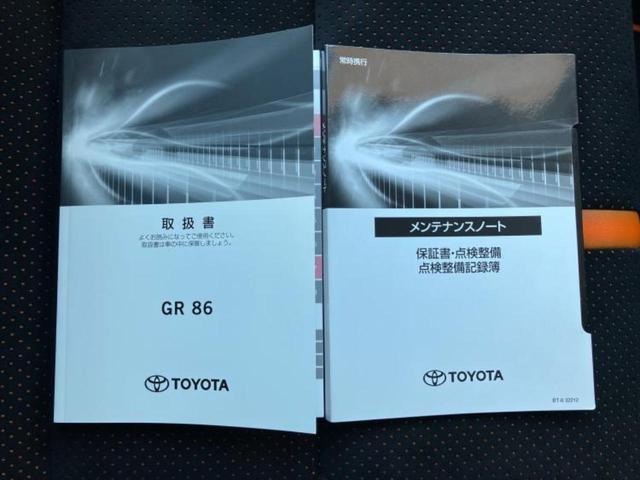 取扱書
よくお読みになってご使用ください。
取扱書は車の中に保管しましょう。
GR 86
TOYOTA
メンテナンスノート
常時携行
メンテナンスノート
保証書・点検整備
点検整備記録簿
TOYOTA